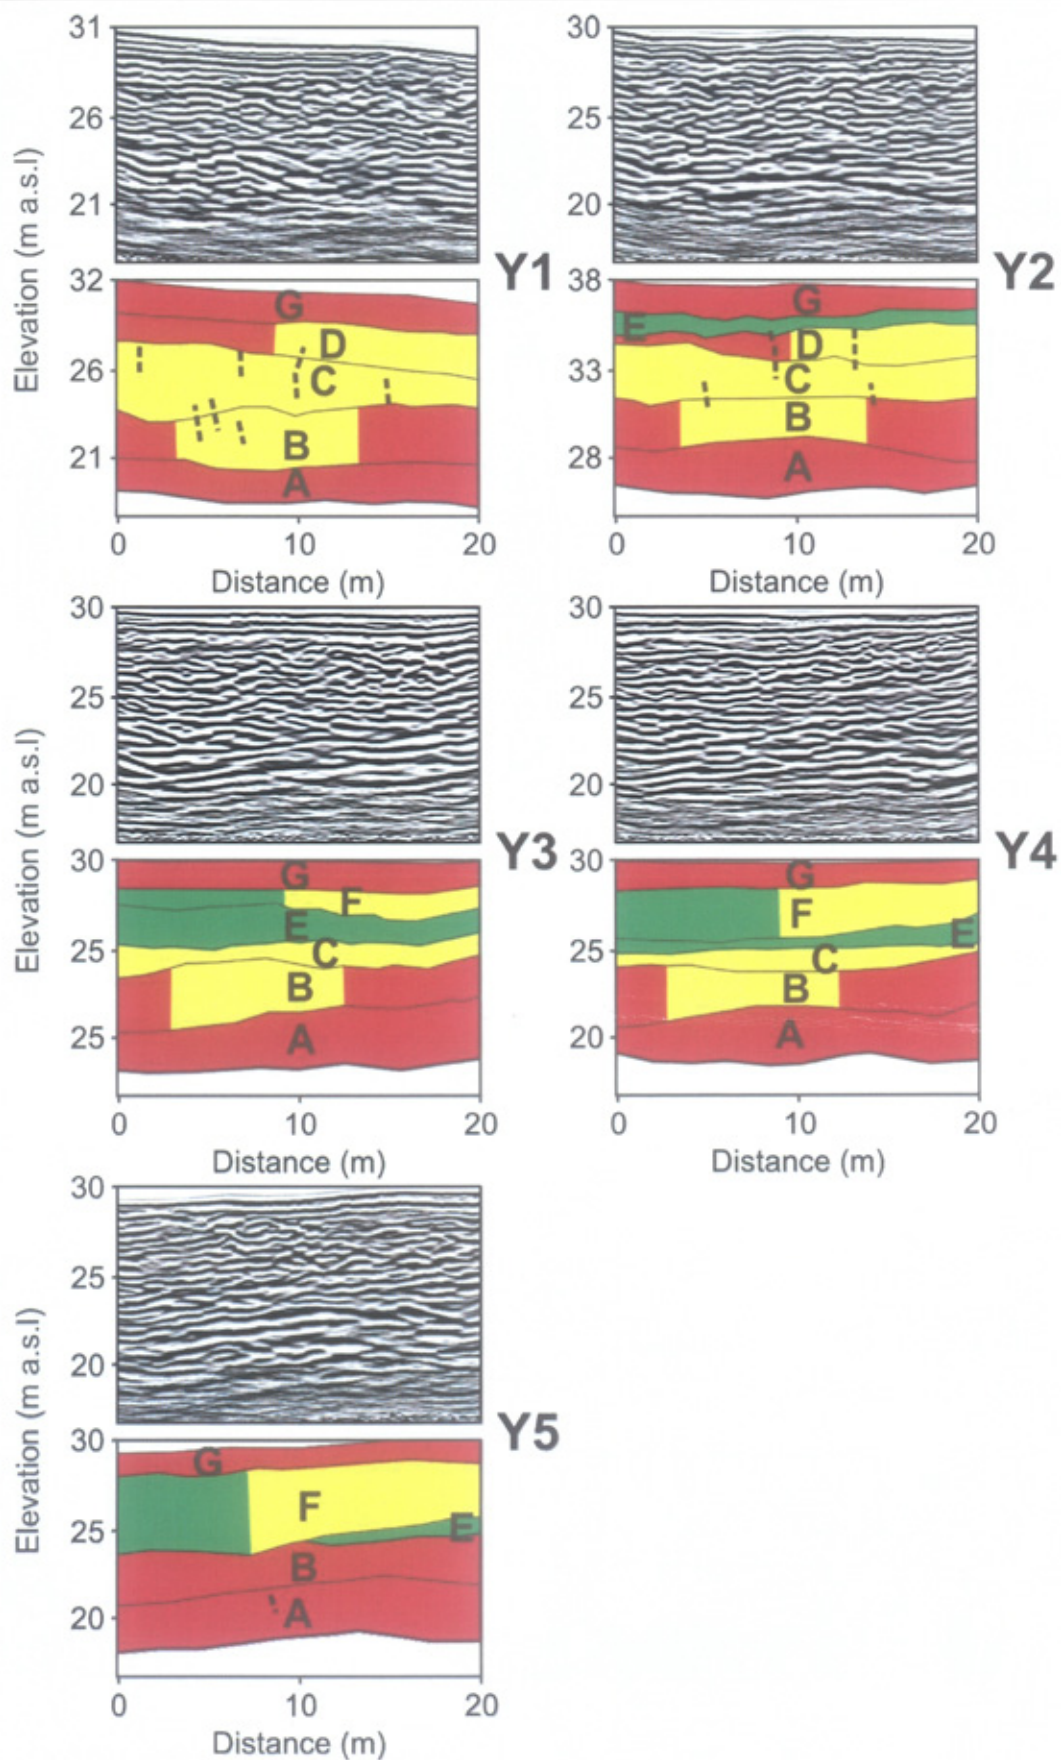 31
26
21
Elevation (m a.s.l)
30
25
20
Y1
Y2
32
26
21
G
D
C
B
A
38
33
28
G
E
D
C
B
A
0 10 20
Distance (m)
0 10 20
Distance (m)
30
25
20
Elevation (m a.s.l)
30
25
20
Y3
Y4
30
25
25
G
F
E
C
B
A
30
25
20
G
F
E
C
B
A
0 10 20
Distance (m)
0 10 20
Distance (m)
30
25
20
Elevation (m a.s.l)
Y5
30
25
20
G
F
E
B
A
0 10 20
Distance (m)